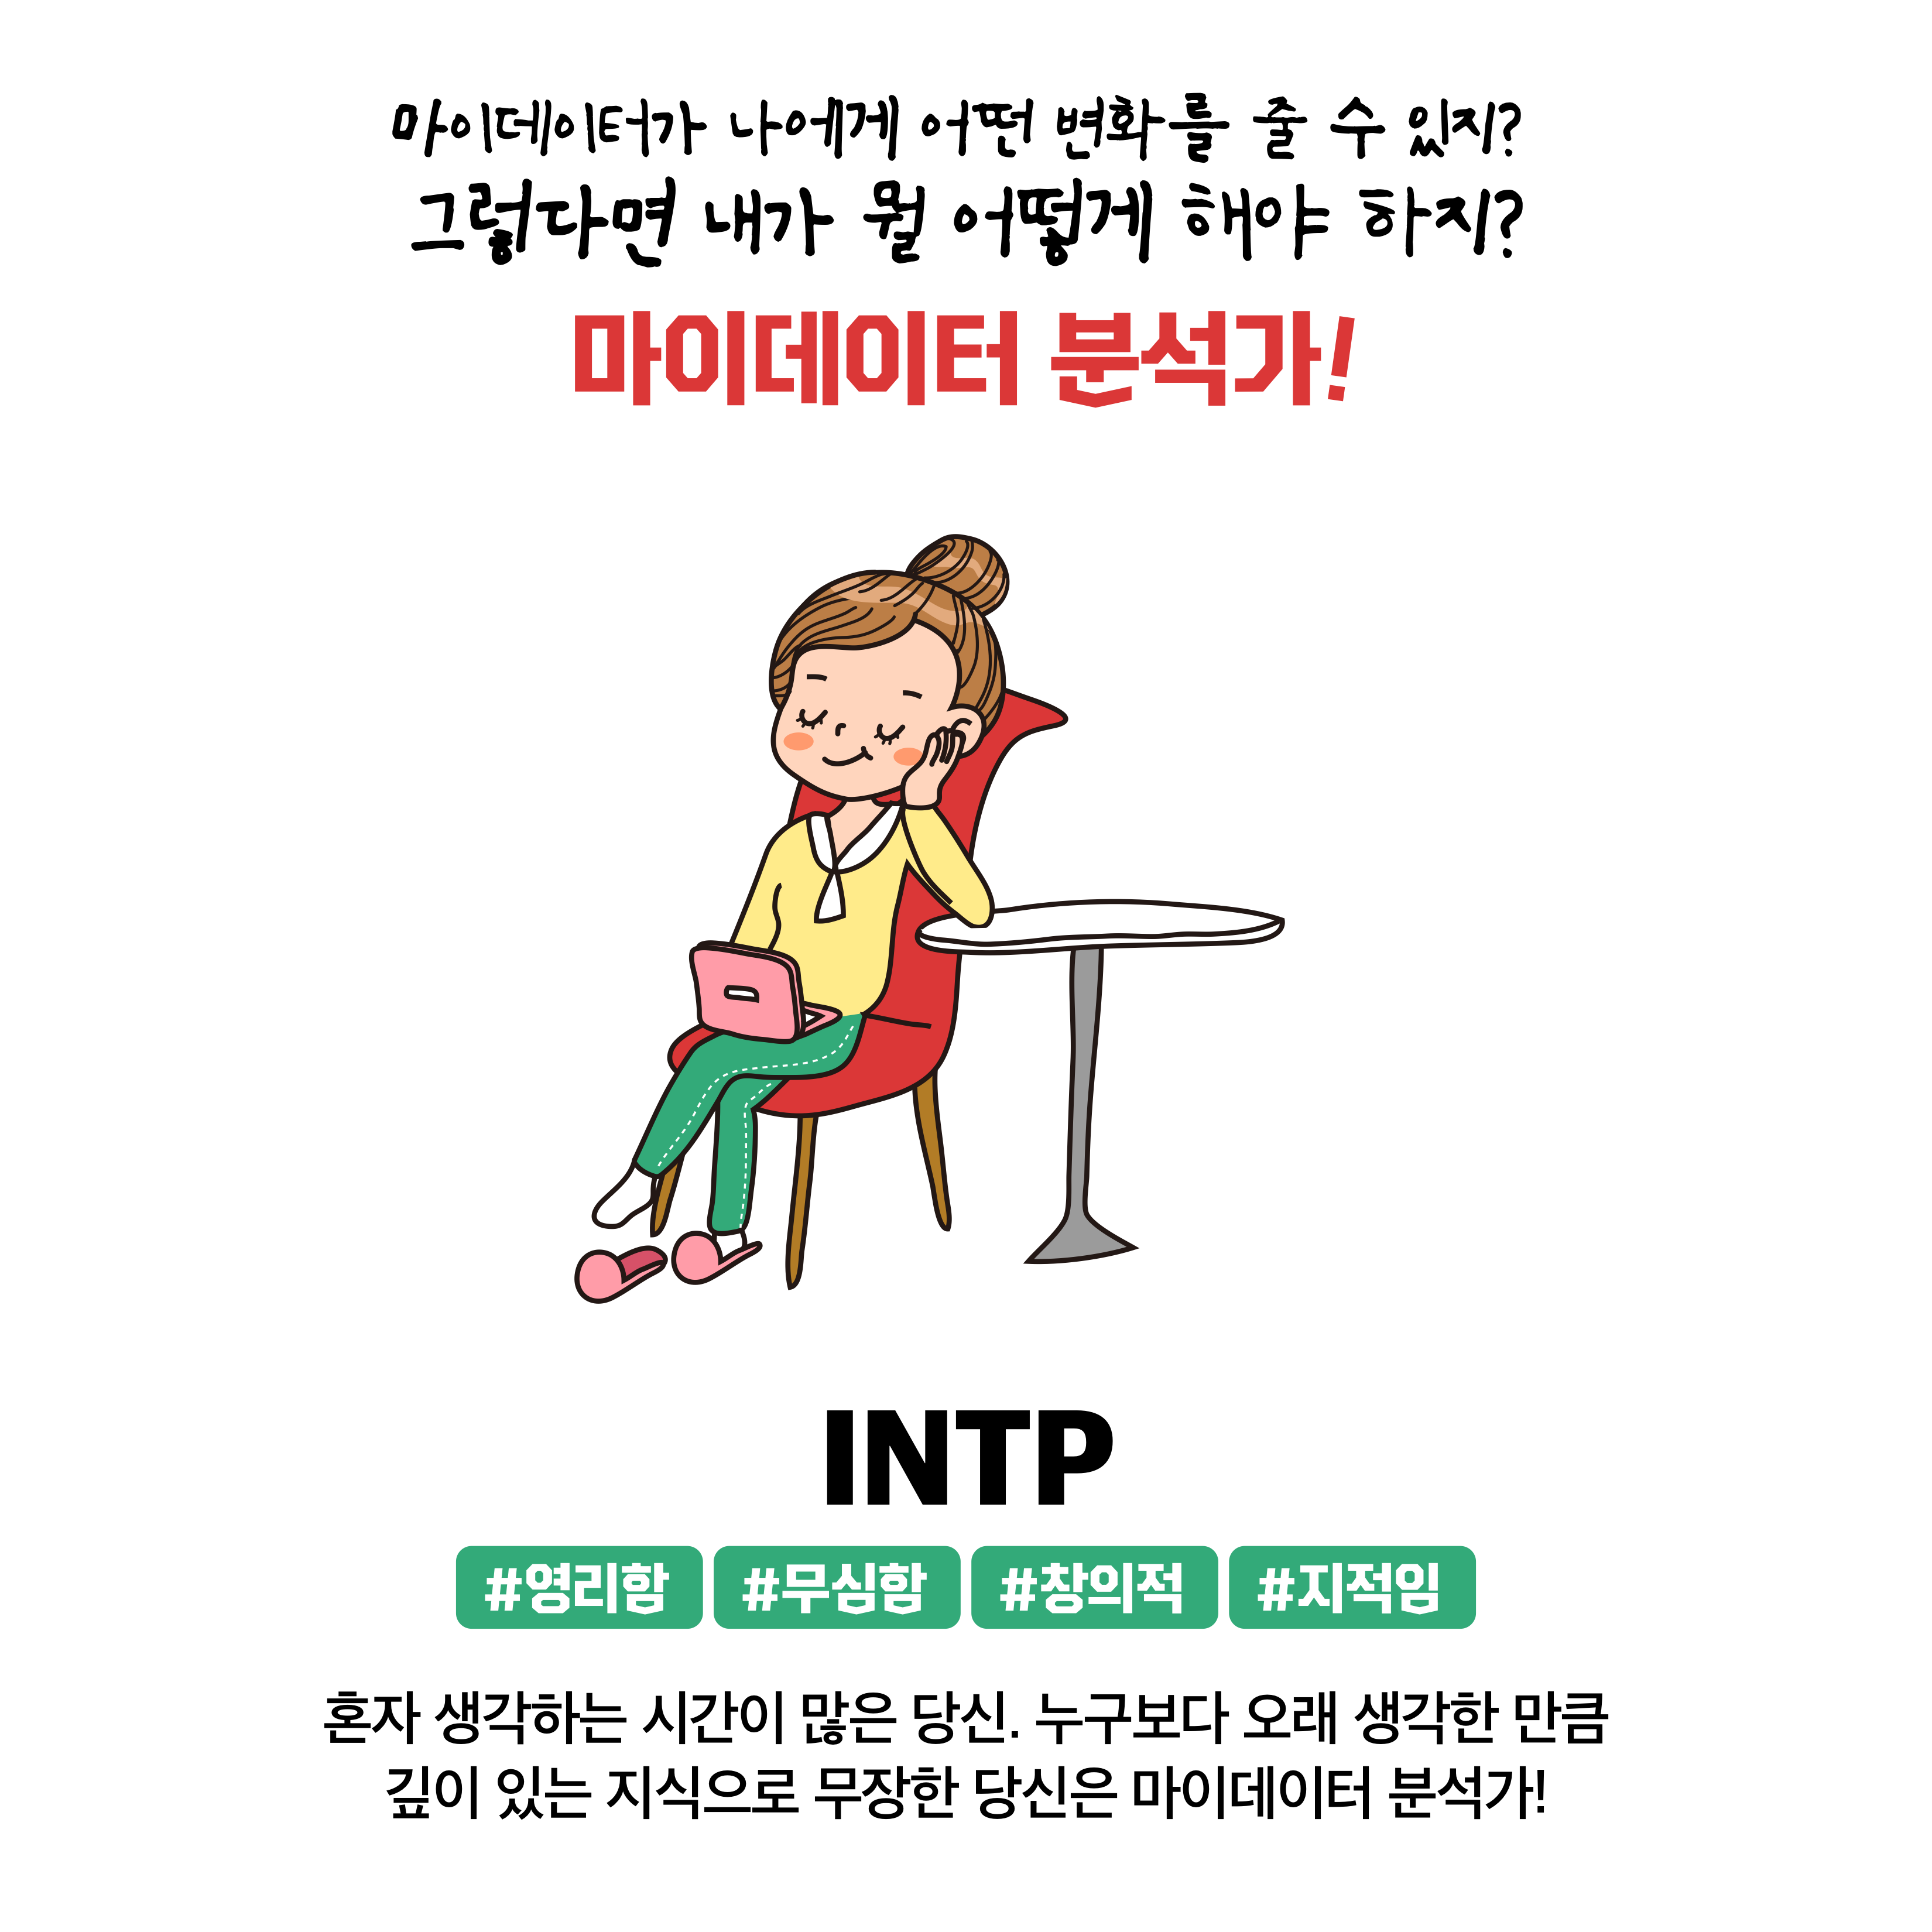 마이데이터가 나에게 어떤 변화를 줄 수 있지?
그렇다면 내가 뭘 어떻게 해야 하지?
마이데이터 분석가!
INTP
#영리함 #무심함 #창의적 #지적임
혼자 생각하는 시간이 많은 당신. 누구보다 오래 생각한 만큼
깊이 있는 지식으로 무장한 당신은 마이데이터 분석가!